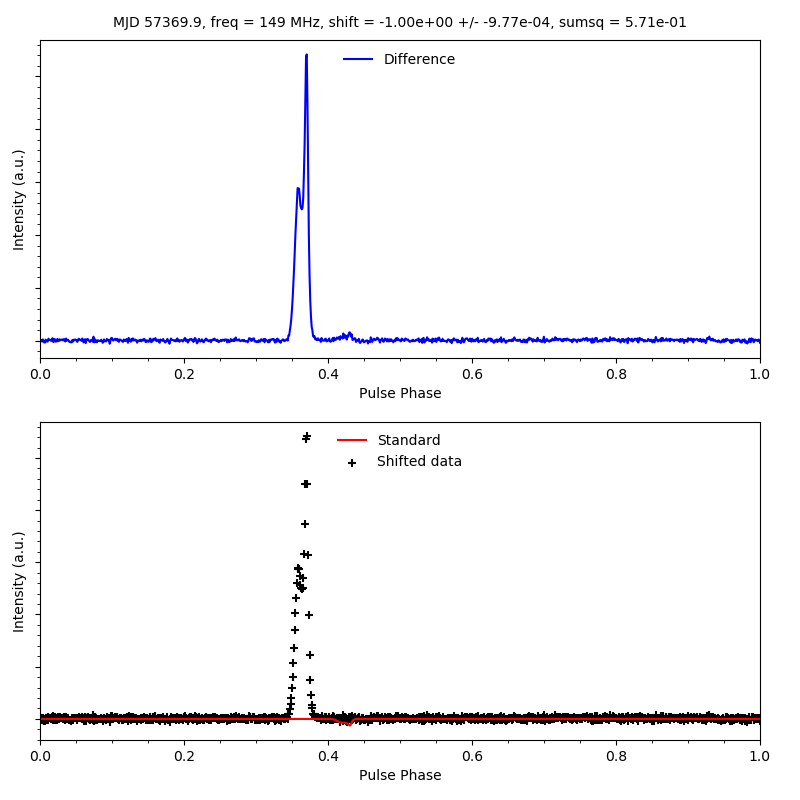 MJD 57369.9, freq = 149 MHz, shift = -1.00e+00 +/- -9.77e-04, sumsq = 5.71e-01
Difference
Intensity (a.u.)
0.0 0.2 0.4 0.6 0.8 1.0
Pulse Phase
Standard
Shifted data
Intensity (a.u.)
0.0 0.2 0.4 0.6 0.8 1.0
Pulse Phase